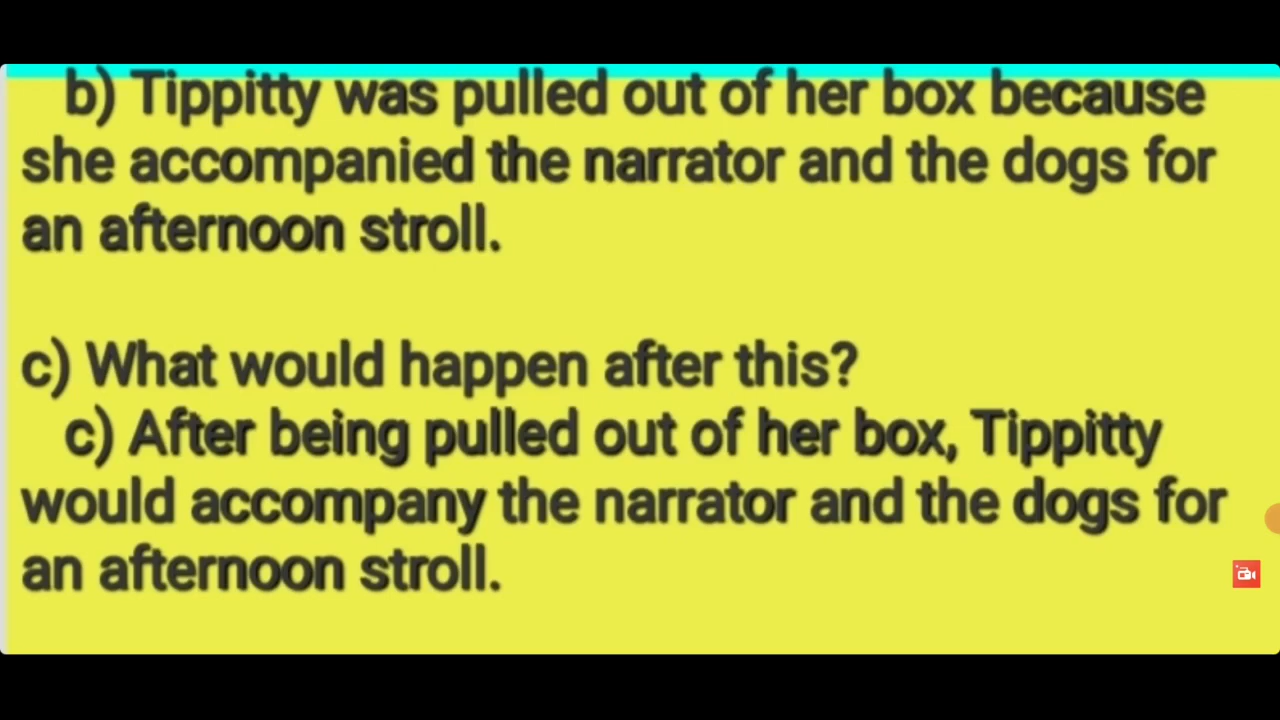 b) Tippitty was pulled out of her box because
she accompanied the narrator and the dogs for
an afternoon stroll.
c) What would happen after this?
c) After being pulled out of her box, Tippitty
would accompany the narrator and the dogs for
an afternoon stroll.